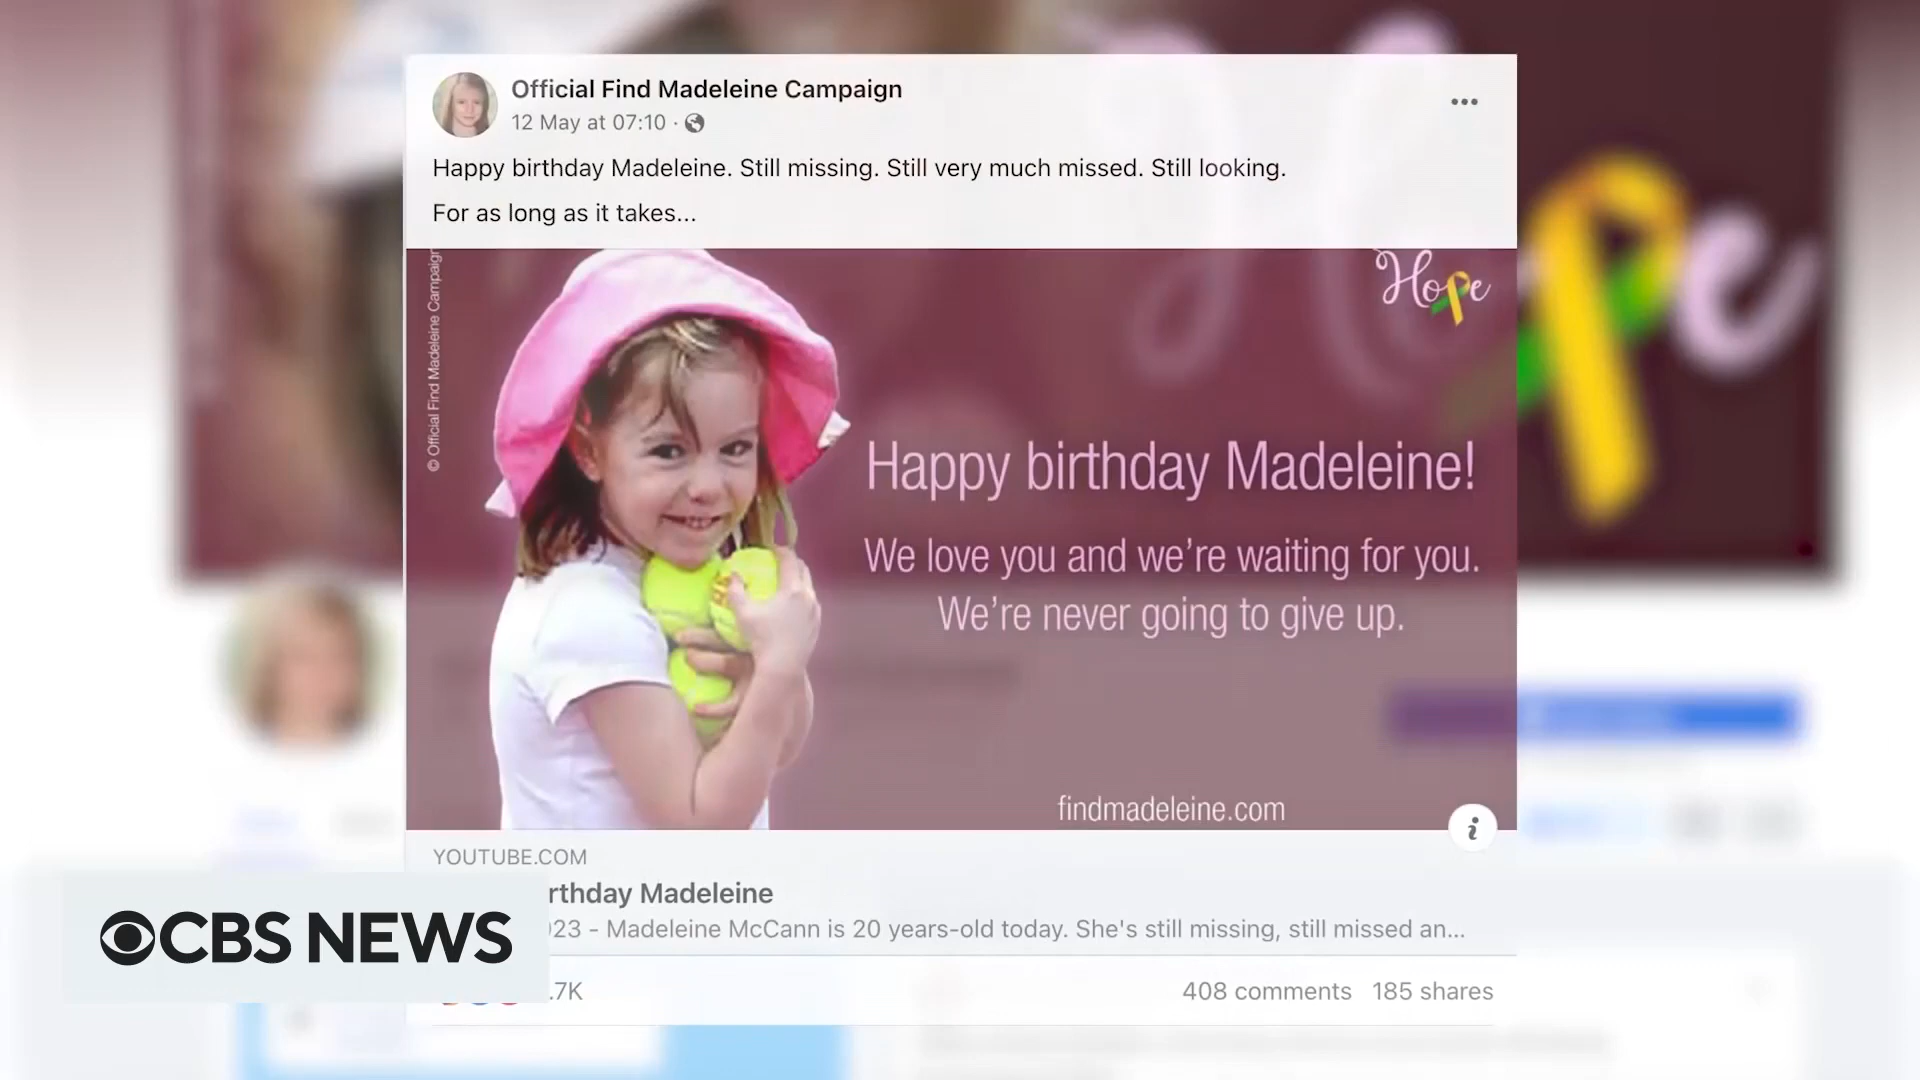 Official Find Madeleine Campaign
12 May at 07:10 ·
Happy birthday Madeleine. Still missing. Still very much missed. Still looking.
For as long as it takes...
© Official Find Madeleine Campaign
Hope
Happy birthday Madeleine!
We love you and we're waiting for you.
We're never going to give up.
findmadeleine.com
i
YOUTUBE.COM
rthday Madeleine
23 - Madeleine McCann is 20 years-old today. She's still missing, still missed an...
.7K
408 comments 185 shares
CBS NEWS
Hope